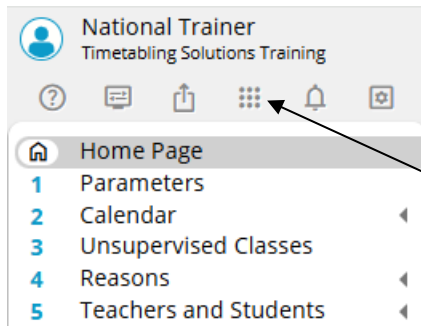 National Trainer
Timetabling Solutions Training
?
Home Page
1 Parameters
2 Calendar
3 Unsupervised Classes
4 Reasons
5 Teachers and Students